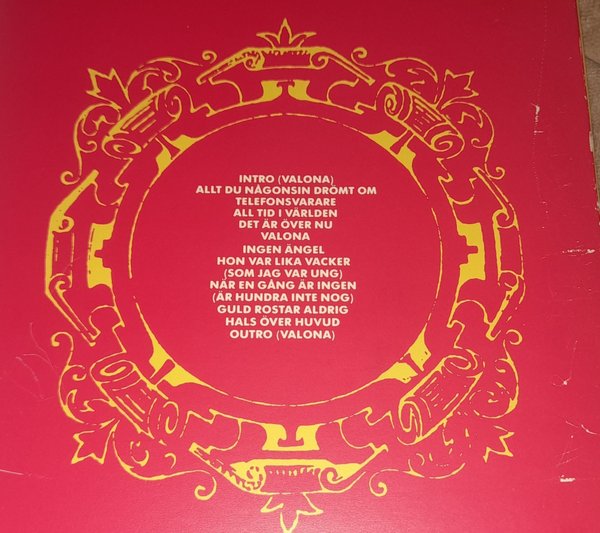 INTRO (VALONA)
ALLT DU NÅGONSIN DRÖMT OM
TELEFONSVARARE
ALL TID I VÄRLDEN
DET ÄR ÖVER NU
VALONA
INGEN ÄNGEL
HON VAR LIKA VACKER
(SOM JAG VAR UNG)
NÄR EN GÅNG ÄR INGEN
(ÄR HUNDRA INTE NOG)
GULD ROSTAR ALDRIG
HALS ÖVER HUVUD
OUTRO (VALONA)